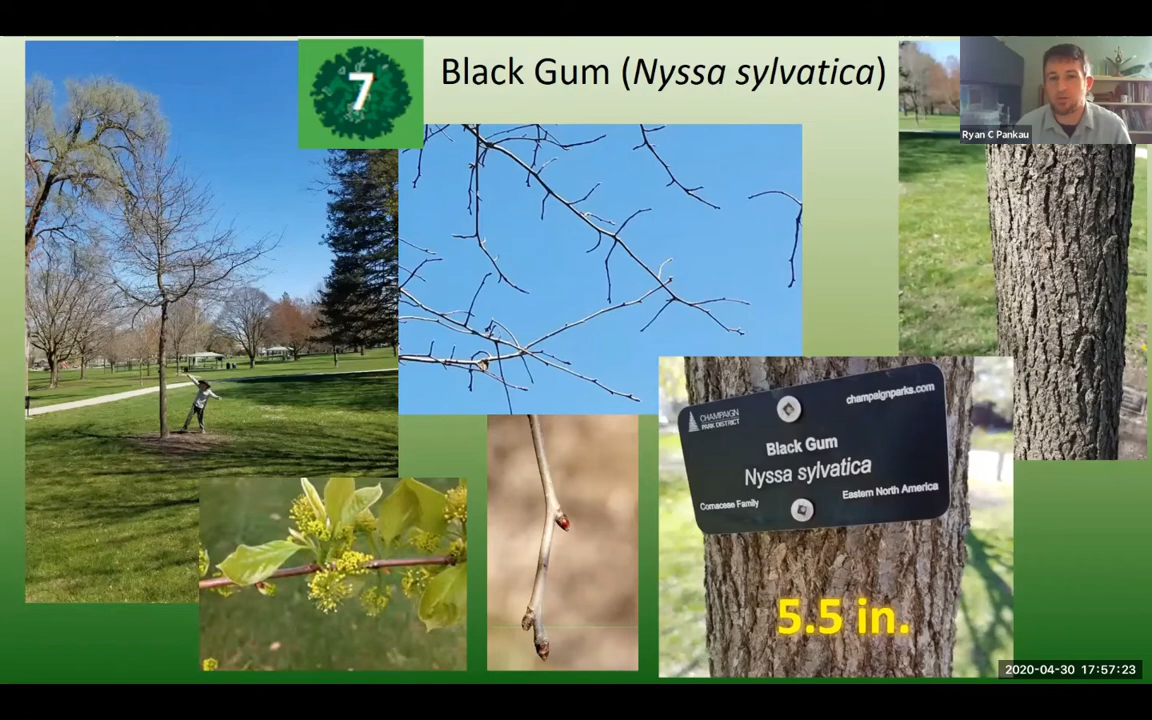 7
Black Gum (Nyssa sylvatica)
Ryan C Pankau
CHAMPAIGN
PARK DISTRICT
champaignparks.com
Black Gum
Nyssa sylvatica
Cornaceae Family
Eastern North America
5.5 in.
2020-04-30 17:57:23